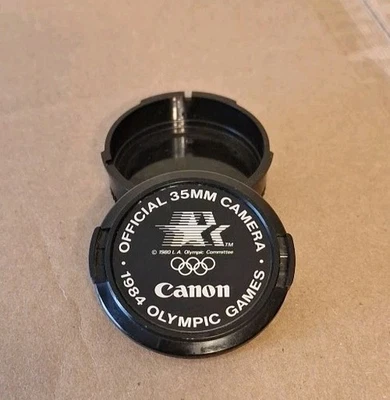 OFFICIAL 35MM CAMERA
TM
© 1980 L.A. Olympic Committee
Canon
• 1984 OLYMPIC GAMES •